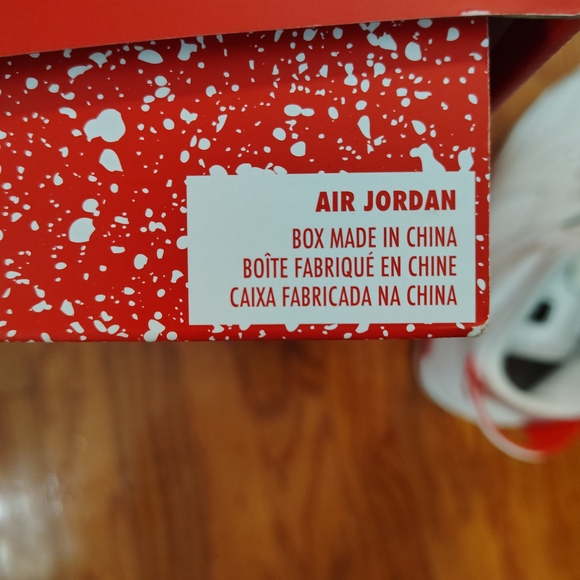 AIR JORDAN
BOX MADE IN CHINA
BOÎTE FABRIQUÉ EN CHINE
CAIXA FABRICADA NA CHINA